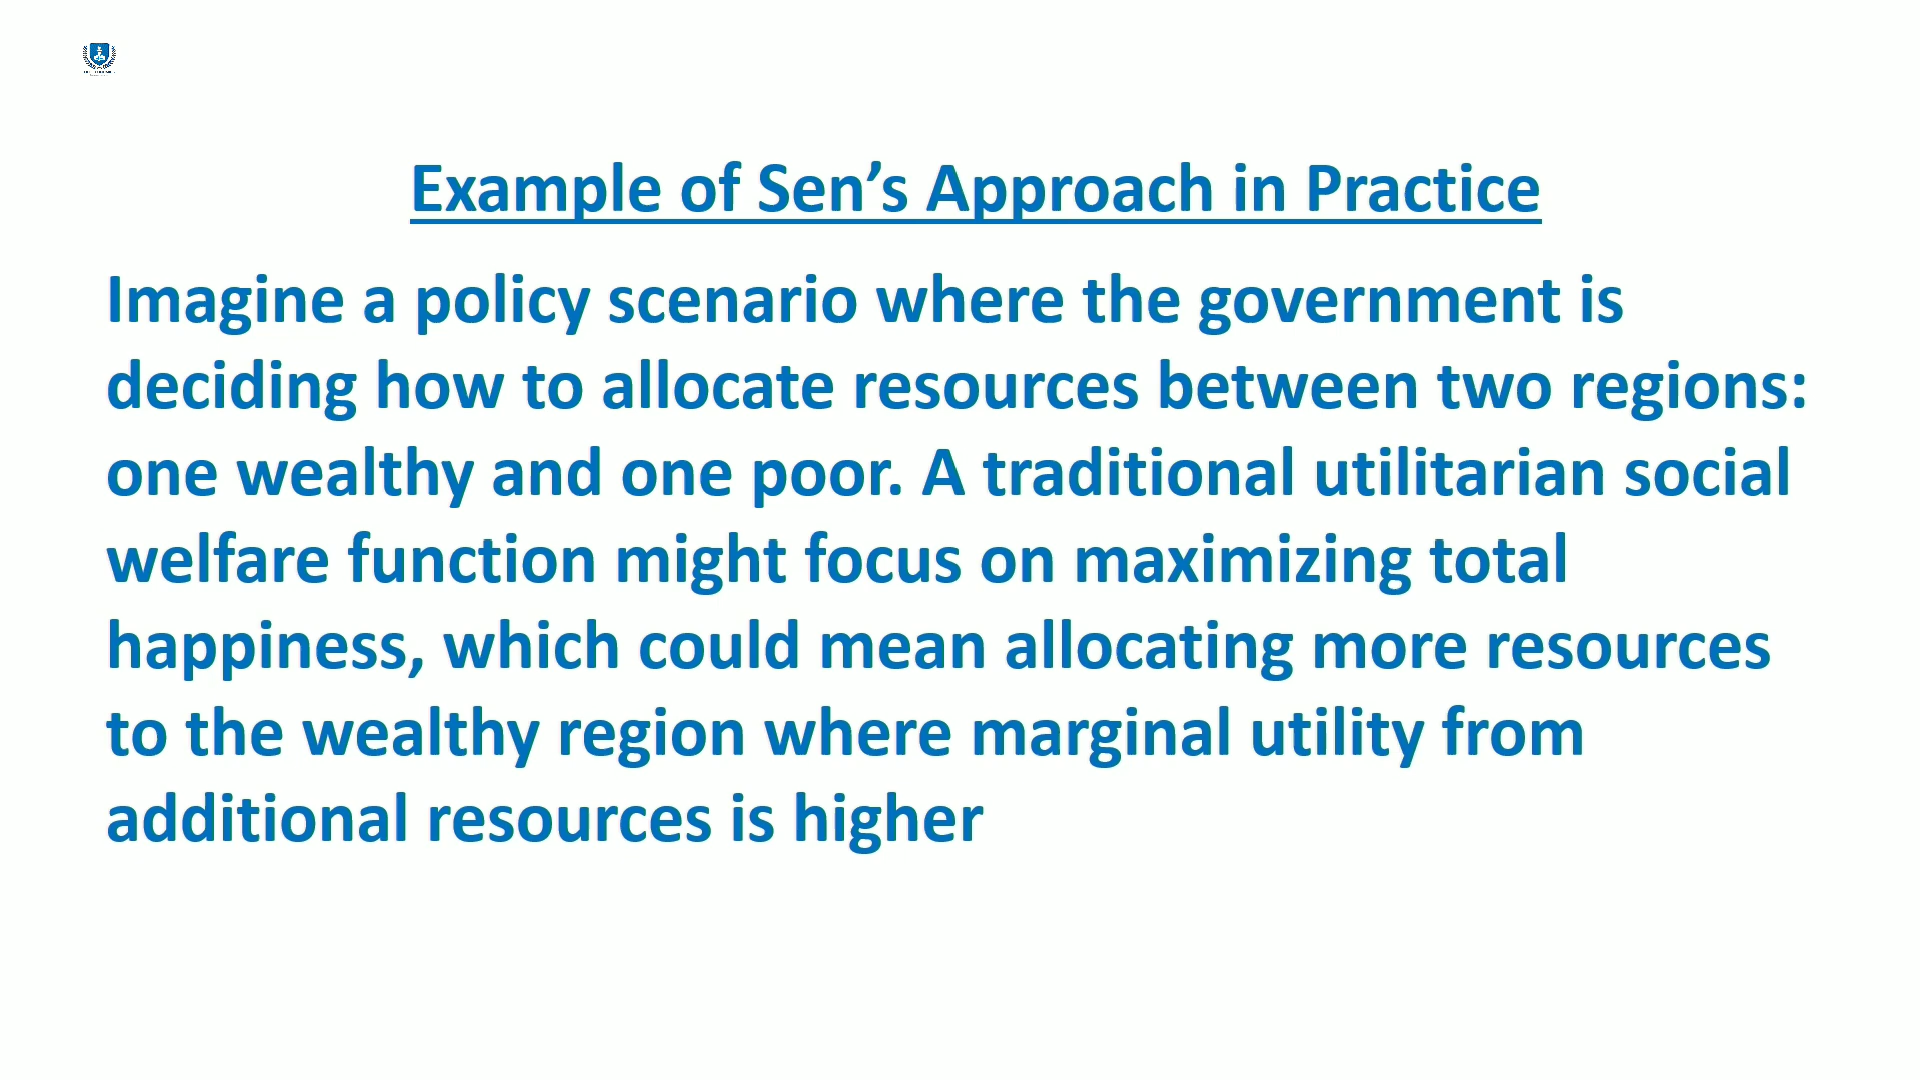 Example of Sen’s Approach in Practice
Imagine a policy scenario where the government is
deciding how to allocate resources between two regions:
one wealthy and one poor. A traditional utilitarian social
welfare function might focus on maximizing total
happiness, which could mean allocating more resources
to the wealthy region where marginal utility from
additional resources is higher